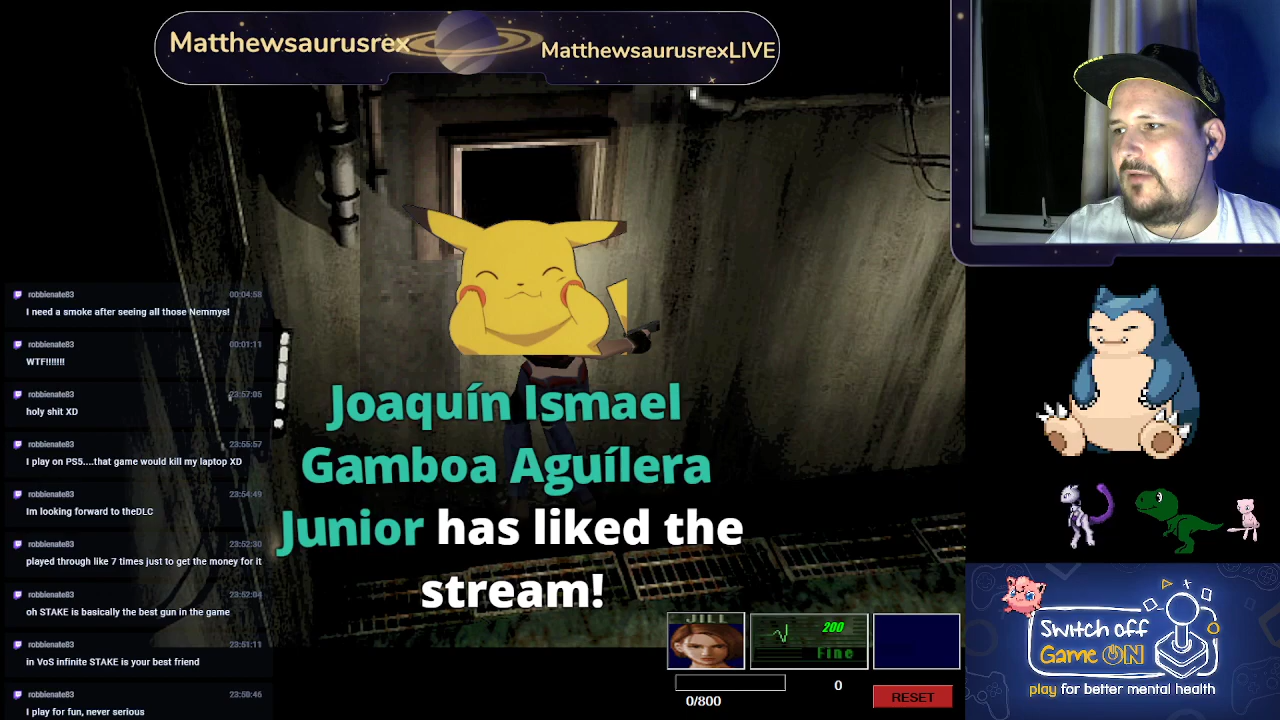 Matthewsaurusrex
MatthewsaurusrexLIVE
robbienate83 00:04:58
I need a smoke after seeing all those Nemmys!
robbienate83 00:01:11
WTF!!!!!!!
robbienate83 23:57:05
holy shit XD
robbienate83 23:55:57
I play on PS5....that game would kill my laptop XD
robbienate83 23:54:49
Im looking forward to theDLC
robbienate83 23:52:30
played through like 7 times just to get the money for it
robbienate83 23:52:04
oh STAKE is basically the best gun in the game
robbienate83 23:51:11
in VoS infinite STAKE is your best friend
robbienate83 23:50:46
I play for fun, never serious
Joaquín Ismael
Gamboa Aguílera
Junior has liked the
stream!
JILL
200
Fine
0
0/800
RESET
Switch off
Game ON
play for better mental health